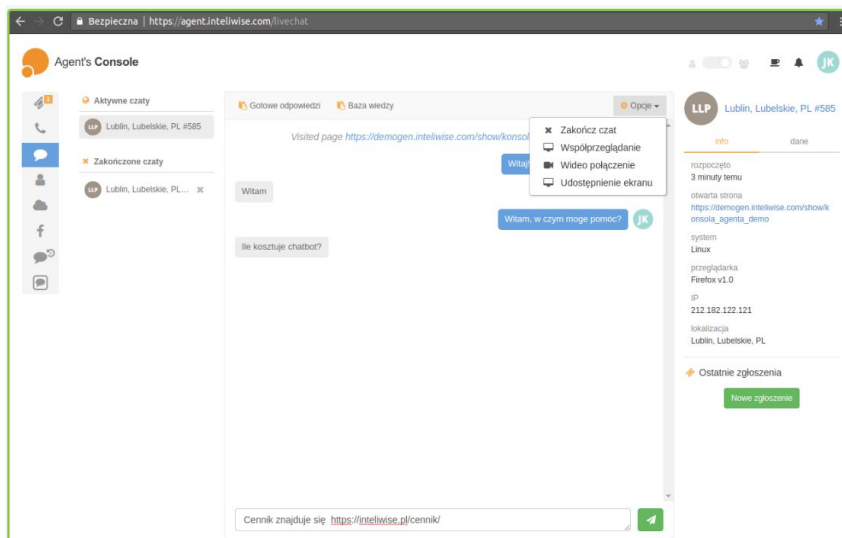 Bezpieczna | https://agent.inteliwise.com/livechat
Agent's Console
JK
Aktywne czaty
LLP Lublin, Lubelskie, PL #585
Zakończone czaty
LLP Lublin, Lubelskie, PL...
Gotowe odpowiedzi Baza wiedzy Opcje
Visited page https://demogen.inteliwise.com/show/konsol
Zakończ czat
Współprzeglądanie
Wideo połączenie
Udostępnienie ekranu
Witaj!
Witam
Witam, w czym moge pomóc? JK
Ile kosztuje chatbot?
Cennik znajduje się https://inteliwise.pl/cennik/
LLP Lublin, Lubelskie, PL #585
info dane
rozpoczęto
3 minuty temu
otwarta strona
https://demogen.inteliwise.com/show/k
onsola_agenta_demo
system
Linux
przeglądarka
Firefox v1.0
IP
212.182.122.121
lokalizacja
Lublin, Lubelskie, PL
Ostatnie zgłoszenia
Nowe zgłoszenie